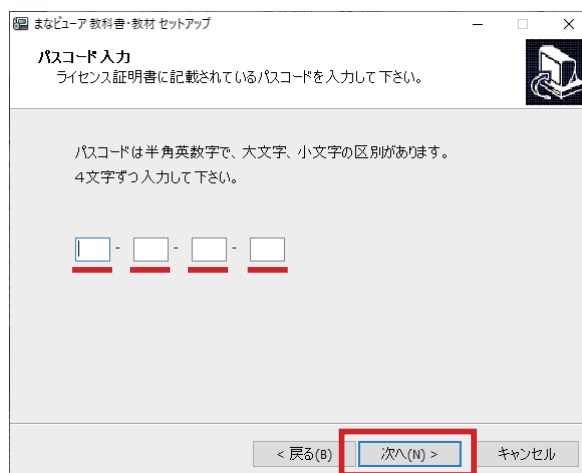 まなビューア 教科書・教材 セットアップ
パスコード入力
ライセンス証明書に記載されているパスコードを入力して下さい。
パスコードは半角英数字で、大文字、小文字の区別があります。
4文字ずつ入力して下さい。
- - -
< 戻る(B) 次へ(N) > キャンセル